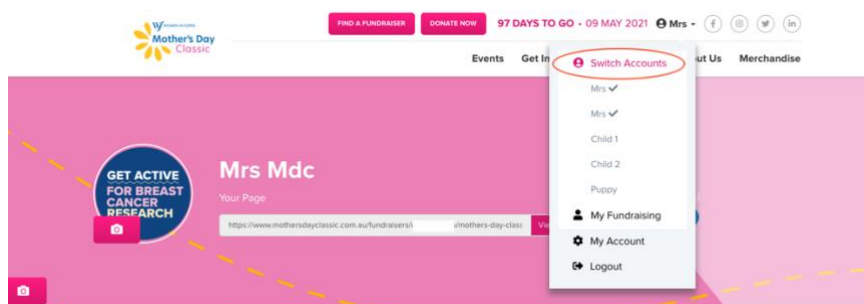 FIND A FUNDRAISER DONATE NOW 97 DAYS TO GO - 09 MAY 2021 Mrs
Mother's Day
Classic
Events Get In ut Us Merchandise
Switch Accounts
Mrs ✔
Mrs ✔
Child 1
Child 2
Puppy
My Fundraising
My Account
Logout
GET ACTIVE
FOR BREAST
CANCER
RESEARCH
Mrs Mdc
Your Page
https://www.mothersdayclassic.com.au/fundraisers/ /mothers-day-class Vi